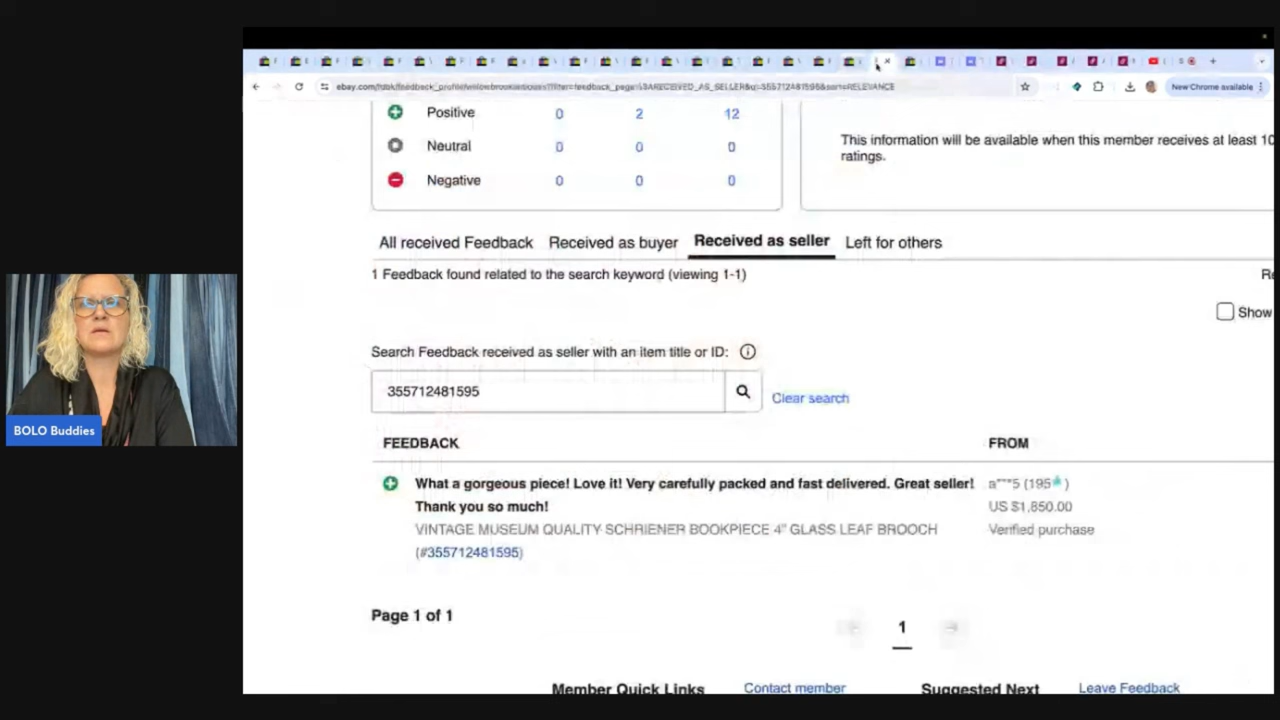 New Chrome available
Positive 0 2 12
Neutral 0 0 0
Negative 0 0 0
This information will be available when this member receives at least 10
ratings.
All received Feedback Received as buyer Received as seller Left for others
1 Feedback found related to the search keyword (viewing 1-1)
Show
Search Feedback received as seller with an item title or ID:
355712481595
Clear search
FEEDBACK FROM
What a gorgeous piece! Love it! Very carefully packed and fast delivered. Great seller! a***5 (195)
Thank you so much! US $1,850.00
VINTAGE MUSEUM QUALITY SCHRIENER BOOKPIECE 4" GLASS LEAF BROOCH Verified purchase
(#355712481595)
Page 1 of 1
1
Member Quick Links Contact member Suggested Next Leave Feedback
BOLO Buddies